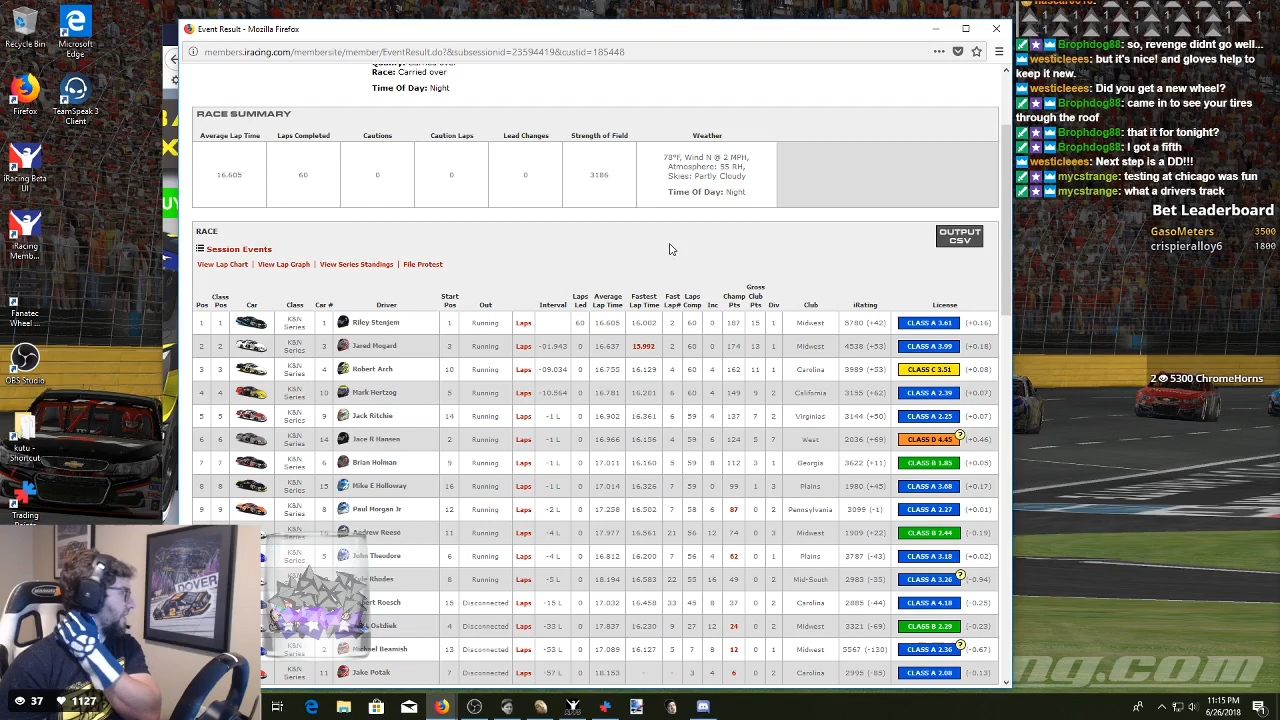 Event Result - Mozilla Firefox
members.iracing.com/membersite/member/EventResult.do?&subsessionid=23594419&custid=185448
Race: Carried over
Time Of Day: Night
RACE SUMMARY
Average Lap Time Laps Completed Cautions Caution Laps Lead Changes Strength of Field Weather
16.605 60 0 0 0 3186
78°F, Wind N @ 2 MPH,
Atmosphere: 55 RH,
Skies: Partly Cloudy
Time Of Day: Night
RACE
OUTPUT CSV
Session Events
View Lap Chart | View Lap Graph | View Series Standings | File Protest
Pos Class Pos Car Class Car # Driver Start Pos Out Interval Laps Led Average Lap Time Fastest Lap Time Fast Lap# Laps Comp Inc Champ Pts Gross Club Pts Div Club iRating License
1 1 K&N Series 1 Riley Stenjem 1 Running Laps 60 16.605 16.002 2 60 0 187 15 1 Midwest 5780 (+42) CLASS A 3.61 (+0.16)
2 2 K&N Series 3 Jared Mogard 3 Running Laps -01.943 0 16.637 15.992 2 60 0 174 13 1 Midwest 4538 (+53) CLASS A 3.99 (+0.18)
3 3 K&N Series 4 Robert Arch 10 Running Laps -09.034 0 16.755 16.129 4 60 4 162 11 1 Carolina 3989 (+53) CLASS C 3.51 (+0.08)
4 4 K&N Series 10 Mark Hertzog 5 Running Laps -10.564 0 16.781 16.201 6 60 4 149 9 2 California 3155 (+62) CLASS A 2.39 (+0.07)
5 5 K&N Series 9 Jack Ritchie 14 Running Laps -1 L 0 16.902 16.361 6 59 4 137 7 2 Virginias 3144 (+50) CLASS A 2.25 (+0.07)
6 6 K&N Series 14 Jace R Hansen 2 Running Laps -1 L 0 16.966 16.156 4 59 6 124 5 7 West 2036 (+69) CLASS D 4.45 (+0.46)
7 7 K&N Series 6 Brian Holman 9 Running Laps -1 L 0 17.011 16.160 5 59 8 112 3 1 Georgia 3622 (+11) CLASS B 1.85 (+0.05)
8 8 K&N Series 15 Mike E Holloway 16 Running Laps -1 L 0 17.014 16.326 7 59 0 99 1 3 Plains 1980 (+45) CLASS A 3.68 (+0.17)
9 9 K&N Series 8 Paul Morgan Jr 12 Running Laps -2 L 0 17.258 16.502 7 58 6 87 0 2 Pennsylvania 3099 (-1) CLASS A 2.27 (+0.01)
Andrew Reese 11 Running Laps -4 L 0 17.977 16.561 21 56 12 74 0 3 Midwest 1909 (+22) CLASS B 2.44 (-0.19)
5 John Theodore 6 Running Laps -4 L 0 16.812 16.200 7 56 4 62 0 1 Plains 3787 (-43) CLASS A 3.18 (+0.02)
Rhodes 8 Running Laps -5 L 0 18.194 16.583 22 55 16 49 0 2 Mid-South 2983 (-35) CLASS A 3.26 (-0.94)
Roesch 15 Disconnected Laps -15 L 0 17.032 16.458 33 45 8 37 0 2 Carolina 2885 (-44) CLASS A 4.18 (-0.25)
Ostdiek 4 Disconnected Laps -33 L 0 17.837 16.230 9 27 12 24 0 2 Midwest 3321 (-69) CLASS B 2.29 (-0.23)
2 Michael Beamish 13 Disconnected Laps 0 17.089 16.127 5 7 8 12 0 1 Midwest 5567 (-130) CLASS A 2.36 (-0.67)
K&N Series 11 Jake Potak 7 Disconnected Laps -57 L 0 18.153 - - 3 4 6 0 2 Carolina 2995 (-85) CLASS A 2.08 (-0.13)
Recycle Bin
Microsoft Edge
Firefox
TeamSpeak 3 Client
iRacing Beta UI
iRacing Memb...
Fanatec Wheel ...
OBS Studio
kutu - Shortcut
Trading
DOVER
37 1127
Brophdog88: so, revenge didnt go well...
westicleees: but it's nice! and gloves help to
keep it new.
westicleees: Did you get a new wheel?
Brophdog88: came in to see your tires
through the roof
Brophdog88: that it for tonight?
Brophdog88: I got a fifth
westicleees: Next step is a DD!!!
mycstrange: testing at chicago was fun
mycstrange: what a drivers track
Bet Leaderboard
GasoMeters 3500
crispieralloy6 1800
2 5300 ChromeHorns
ng.com
11:15 PM
6/26/2018